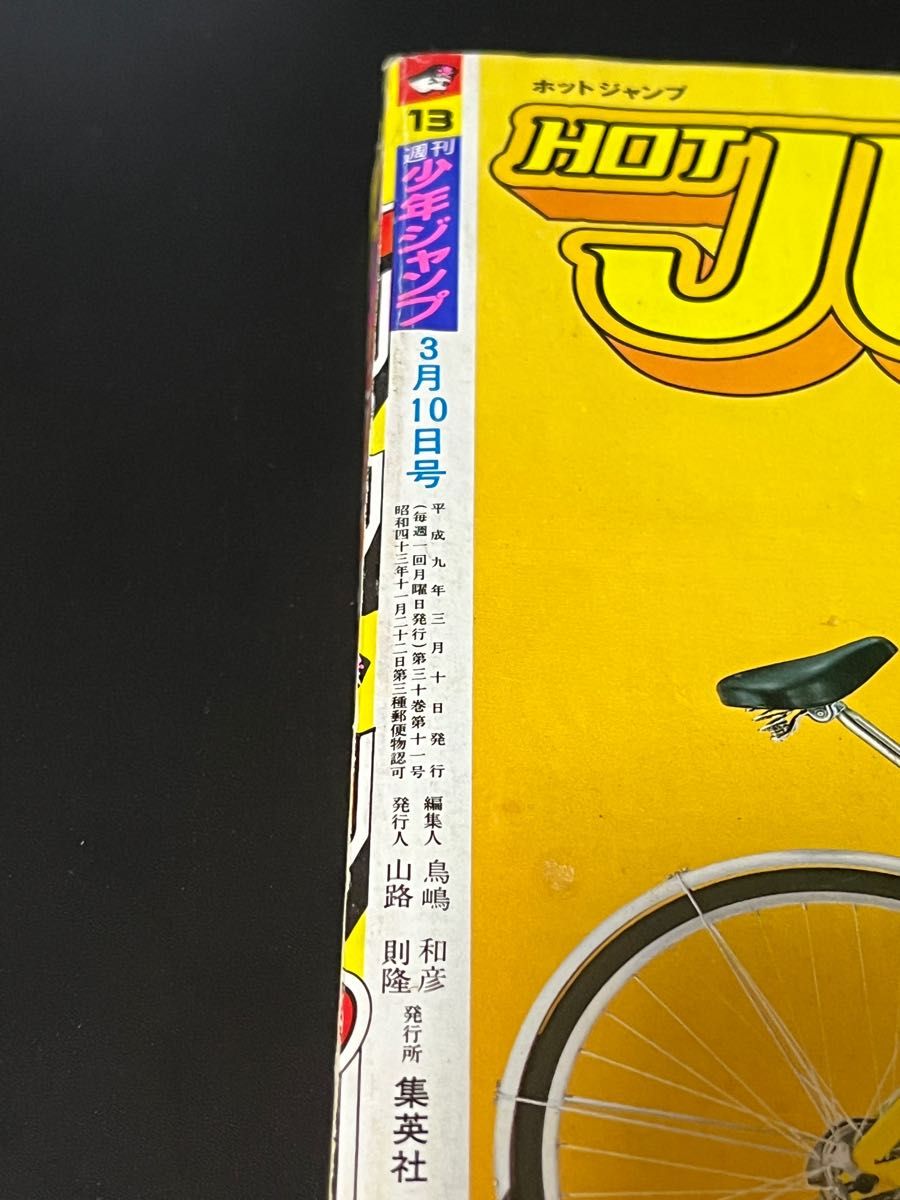 13
週刊
少年ジャンプ
3月10日号
平成九年三月十日発行
(毎週一回月曜日発行)第三十巻第十一号
昭和四十三年十一月二十二日第三種郵便物認可
編集人 鳥嶋 和彦
発行人 山路 則隆
発行所
集英社
ホットジャンプ
HOT JU